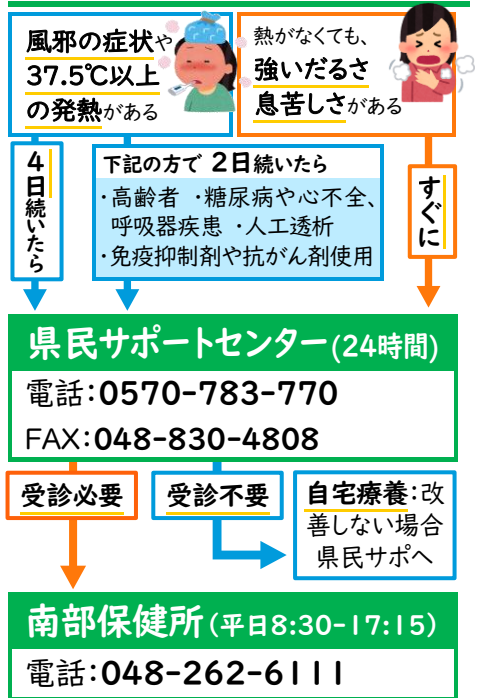 風邪の症状や
37.5℃以上
の発熱がある
熱がなくても、
強いだるさ
息苦しさがある
4日続いたら
下記の方で 2日続いたら
・高齢者 ・糖尿病や心不全、
呼吸器疾患 ・人工透析
・免疫抑制剤や抗がん剤使用
すぐに
県民サポートセンター(24時間)
電話:0570-783-770
FAX:048-830-4808
受診必要
受診不要
自宅療養:改
善しない場合
県民サポへ
南部保健所(平日8:30-17:15)
電話:048-262-6111